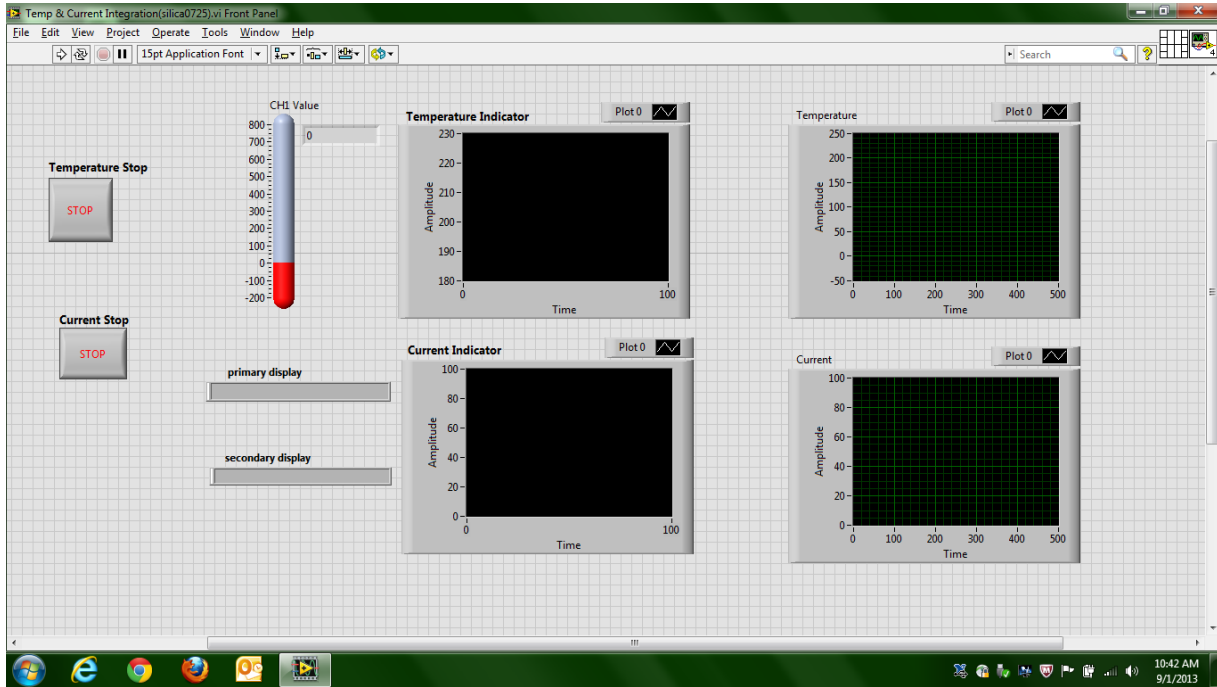 Temp & Current Integration(silica0725).vi Front Panel
File Edit View Project Operate Tools Window Help
15pt Application Font
Search
4
CH1 Value
0
800
700
600
500
400
300
200
100
0
-100
-200
Temperature Stop
STOP
Current Stop
STOP
primary display
secondary display
Temperature Indicator
Plot 0
Amplitude
230
220
210
200
190
180
0 100
Time
Temperature
Plot 0
Amplitude
250
200
150
100
50
0
-50
0 100 200 300 400 500
Time
Current Indicator
Plot 0
Amplitude
100
80
60
40
20
0
0 100
Time
Current
Plot 0
Amplitude
100
80
60
40
20
0
0 100 200 300 400 500
Time
10:42 AM
9/1/2013